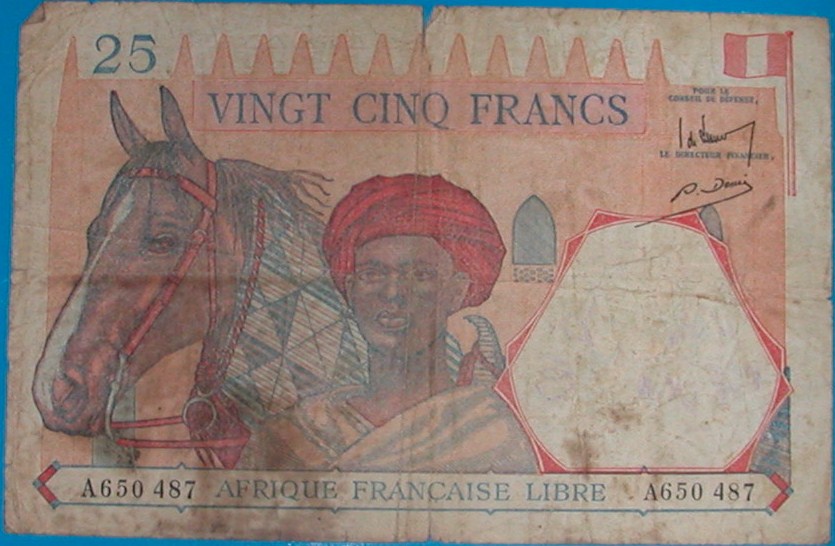 25
VINGT CINQ FRANCS
POUR LE
CONSEIL DE DÉFENSE,
LE DIRECTEUR FINANCIER,
A650 487 AFRIQUE FRANÇAISE LIBRE A650 487